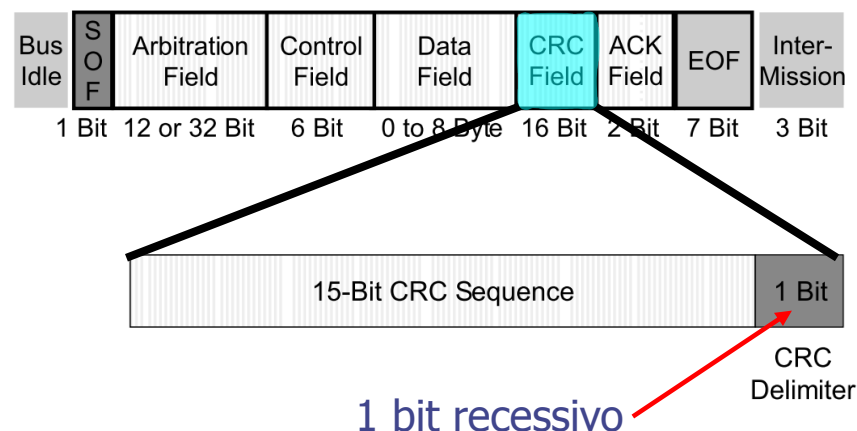 Bus Idle
SOF
Arbitration Field
Control Field
Data Field
CRC Field
ACK Field
EOF
Inter-Mission
1 Bit 12 or 32 Bit 6 Bit 0 to 8 Byte 16 Bit 2 Bit 7 Bit 3 Bit
15-Bit CRC Sequence
1 Bit
CRC
Delimiter
1 bit recessivo